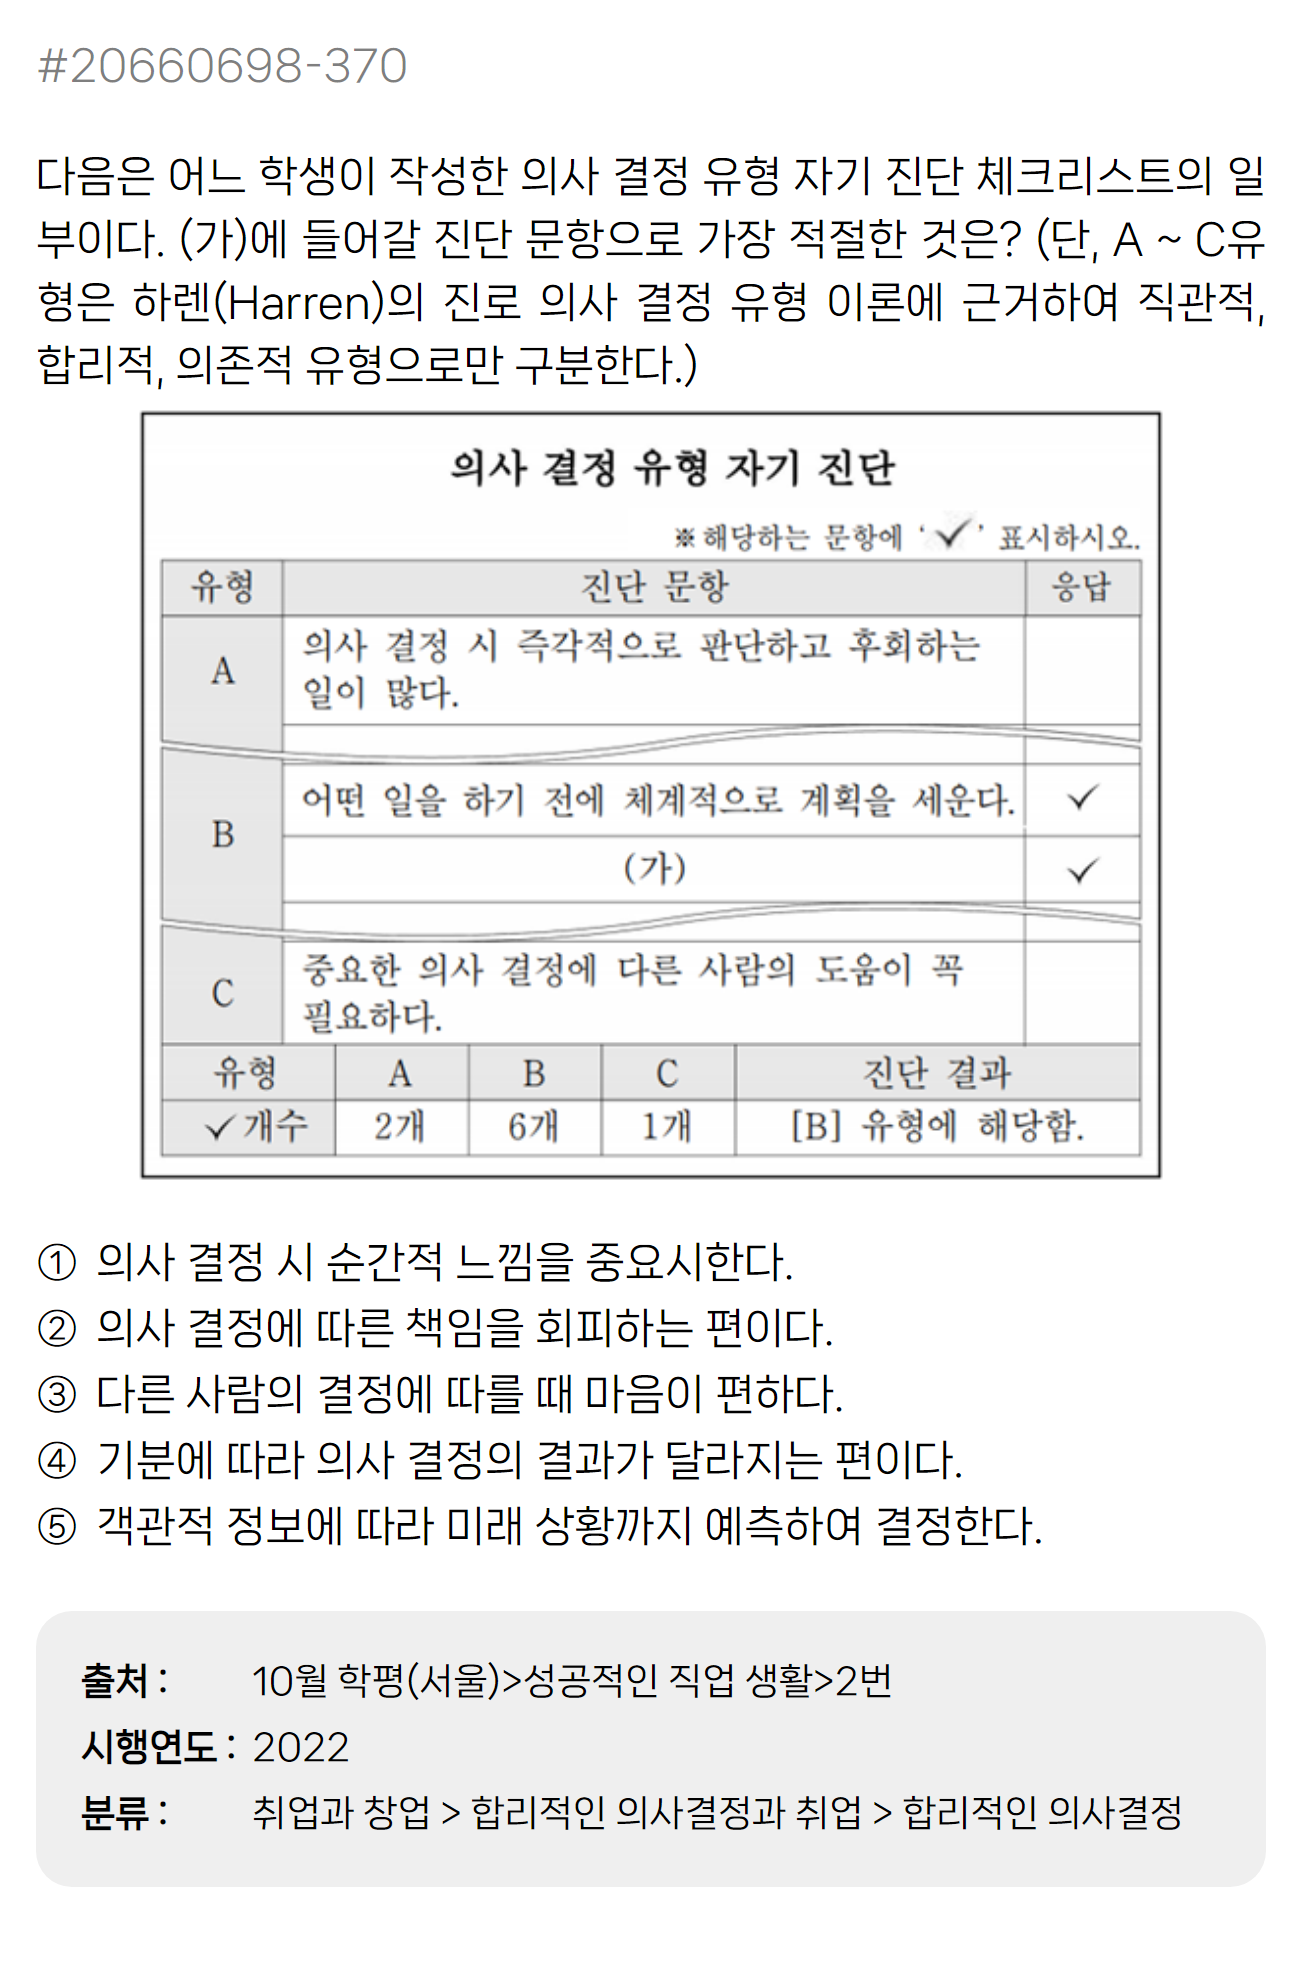 #20660698-370
다음은 어느 학생이 작성한 의사 결정 유형 자기 진단 체크리스트의 일
부이다. (가)에 들어갈 진단 문항으로 가장 적절한 것은? (단, A ~ C유
형은 하렌(Harren)의 진로 의사 결정 유형 이론에 근거하여 직관적,
합리적, 의존적 유형으로만 구분한다.)
의사 결정 유형 자기 진단
※ 해당하는 문항에 ‘✓’ 표시하시오.
유형 진단 문항 응답
A 의사 결정 시 즉각적으로 판단하고 후회하는
일이 많다.
B 어떤 일을 하기 전에 체계적으로 계획을 세운다. ✓
(가) ✓
C 중요한 의사 결정에 다른 사람의 도움이 꼭
필요하다.
유형 A B C 진단 결과
✓개수 2개 6개 1개 [B] 유형에 해당함.
① 의사 결정 시 순간적 느낌을 중요시한다.
② 의사 결정에 따른 책임을 회피하는 편이다.
③ 다른 사람의 결정에 따를 때 마음이 편하다.
④ 기분에 따라 의사 결정의 결과가 달라지는 편이다.
⑤ 객관적 정보에 따라 미래 상황까지 예측하여 결정한다.
출처 : 10월 학평(서울)>성공적인 직업 생활>2번
시행연도 : 2022
분류 : 취업과 창업 > 합리적인 의사결정과 취업 > 합리적인 의사결정